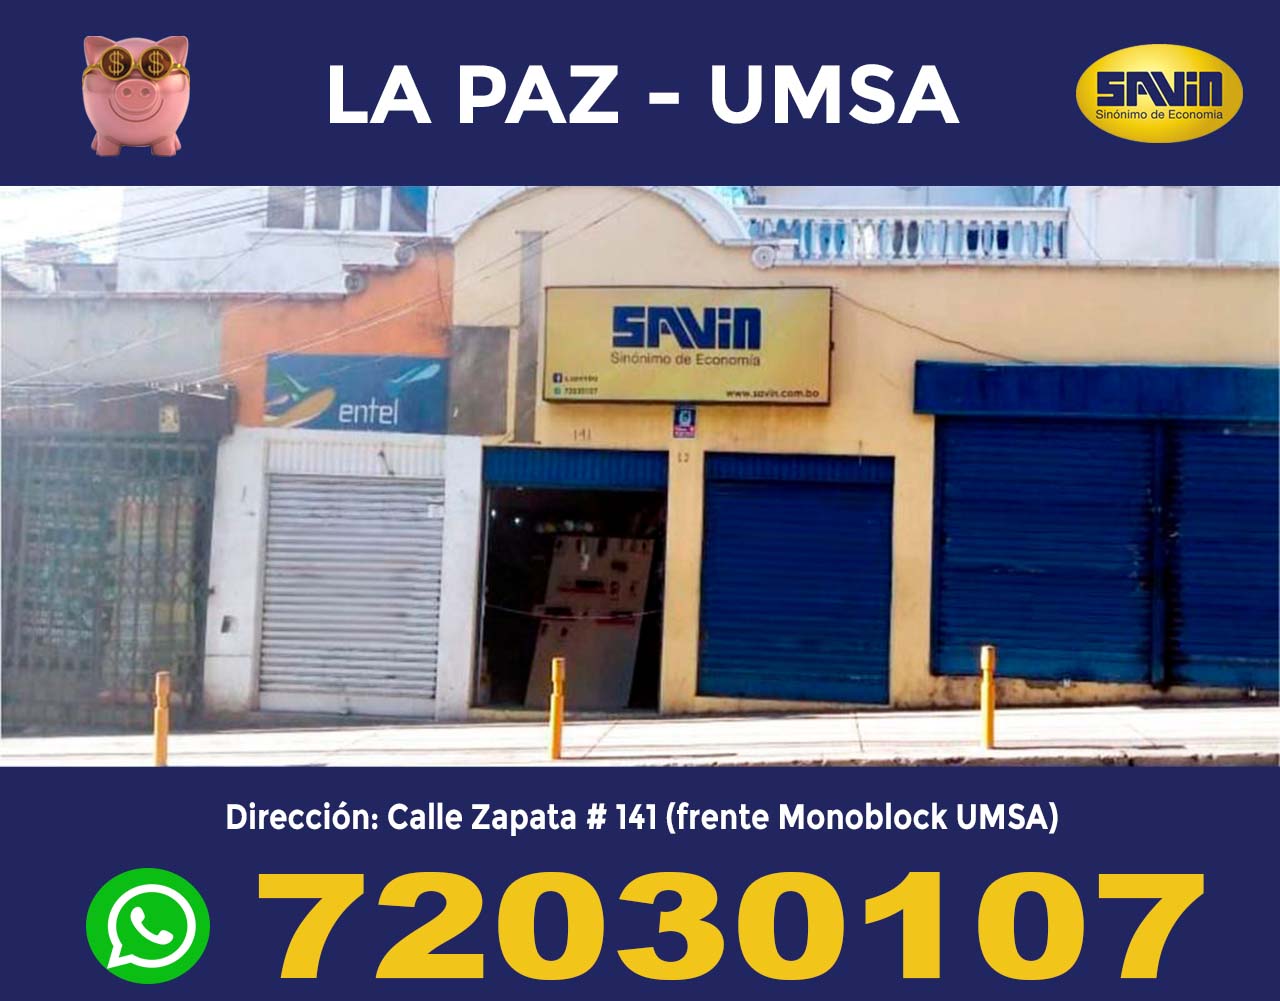 LA PAZ - UMSA
SAVIN
Sinónimo de Economía
$ $
SAVIN
Sinónimo de Economía
72030107
www.savin.com.bo
entel
141
Dirección: Calle Zapata # 141 (frente Monoblock UMSA)
72030107